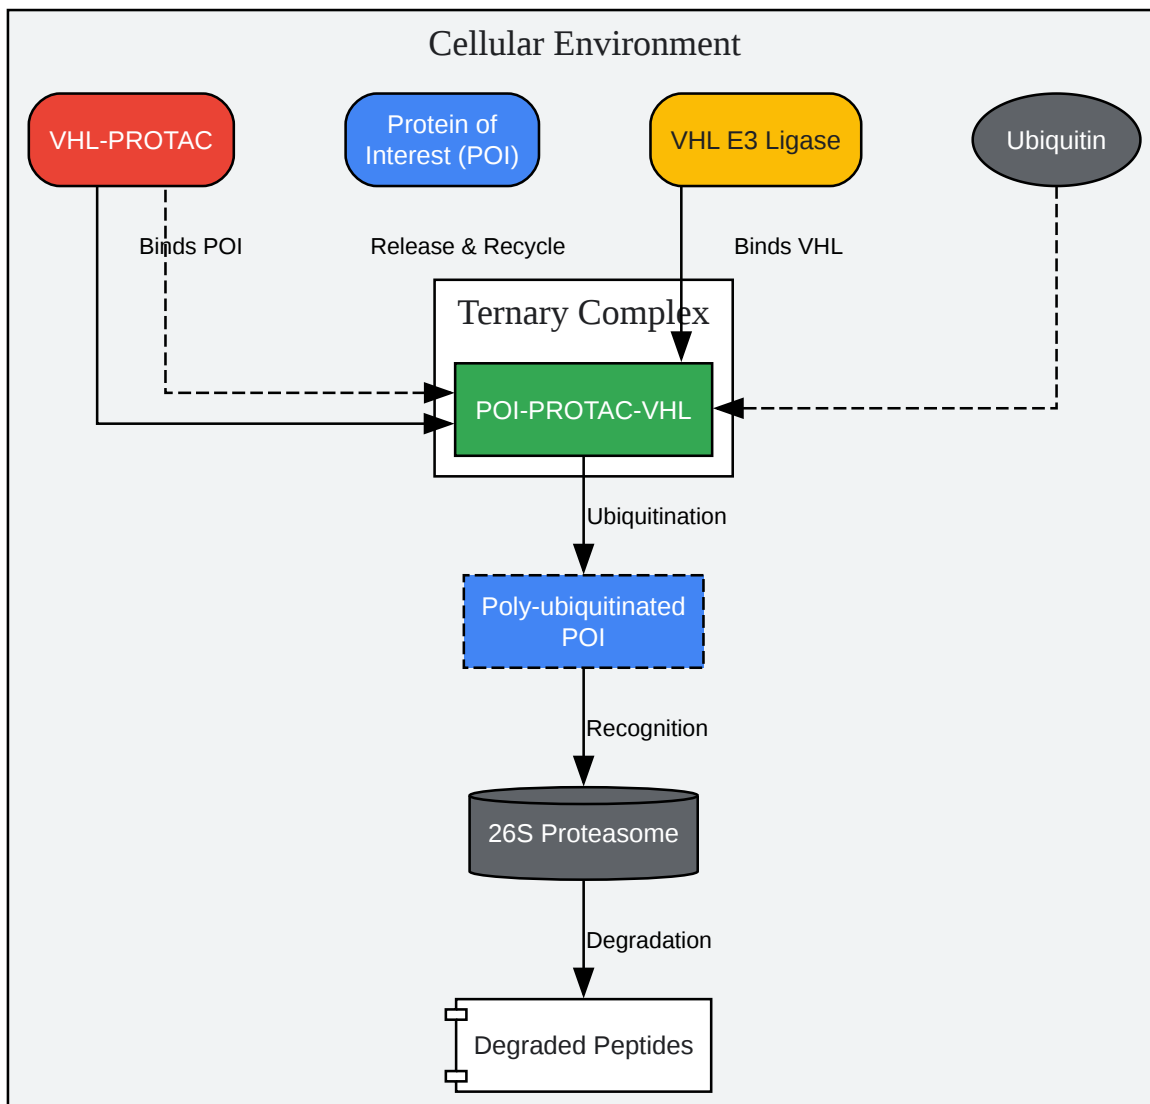 Cellular Environment
VHL-PROTAC
Protein of
Interest (POI)
VHL E3 Ligase
Ubiquitin
Binds POI
Release & Recycle
Binds VHL
Ternary Complex
POI-PROTAC-VHL
Ubiquitination
Poly-ubiquitinated
POI
Recognition
26S Proteasome
Degradation
Degraded Peptides